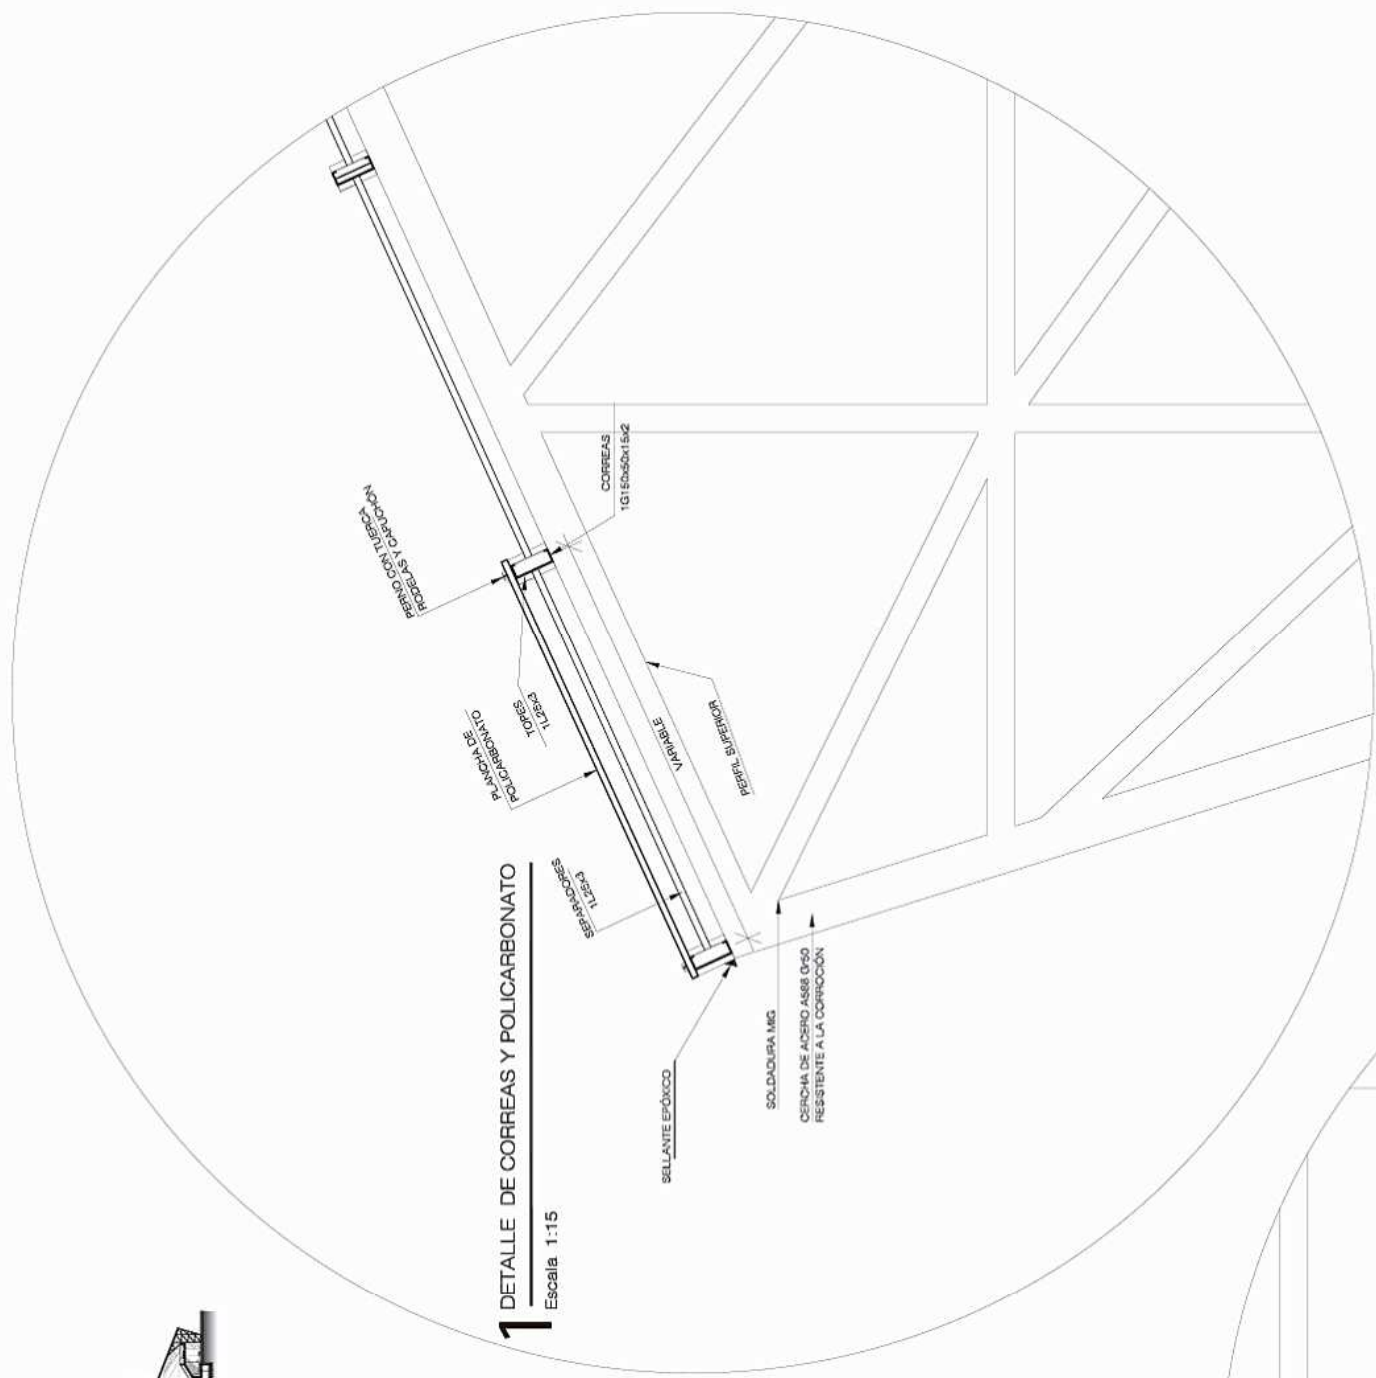 1 DETALLE DE CORREAS Y POLICARBONATO
Escala 1:15
PERNO CON TUERCA
RODELAS Y CAPUCHÓN
CORREAS
1G150x50x15x2
TOPES
1L25x3
PLANCHA DE
POLICARBONATO
VARIABLE
PERFIL SUPERIOR
SEPARADORES
1L25x3
SELLANTE EPÓXICO
SOLDADURA MIG
CERCHA DE ACERO A588 Gr50
RESISTENTE A LA CORROCIÓN